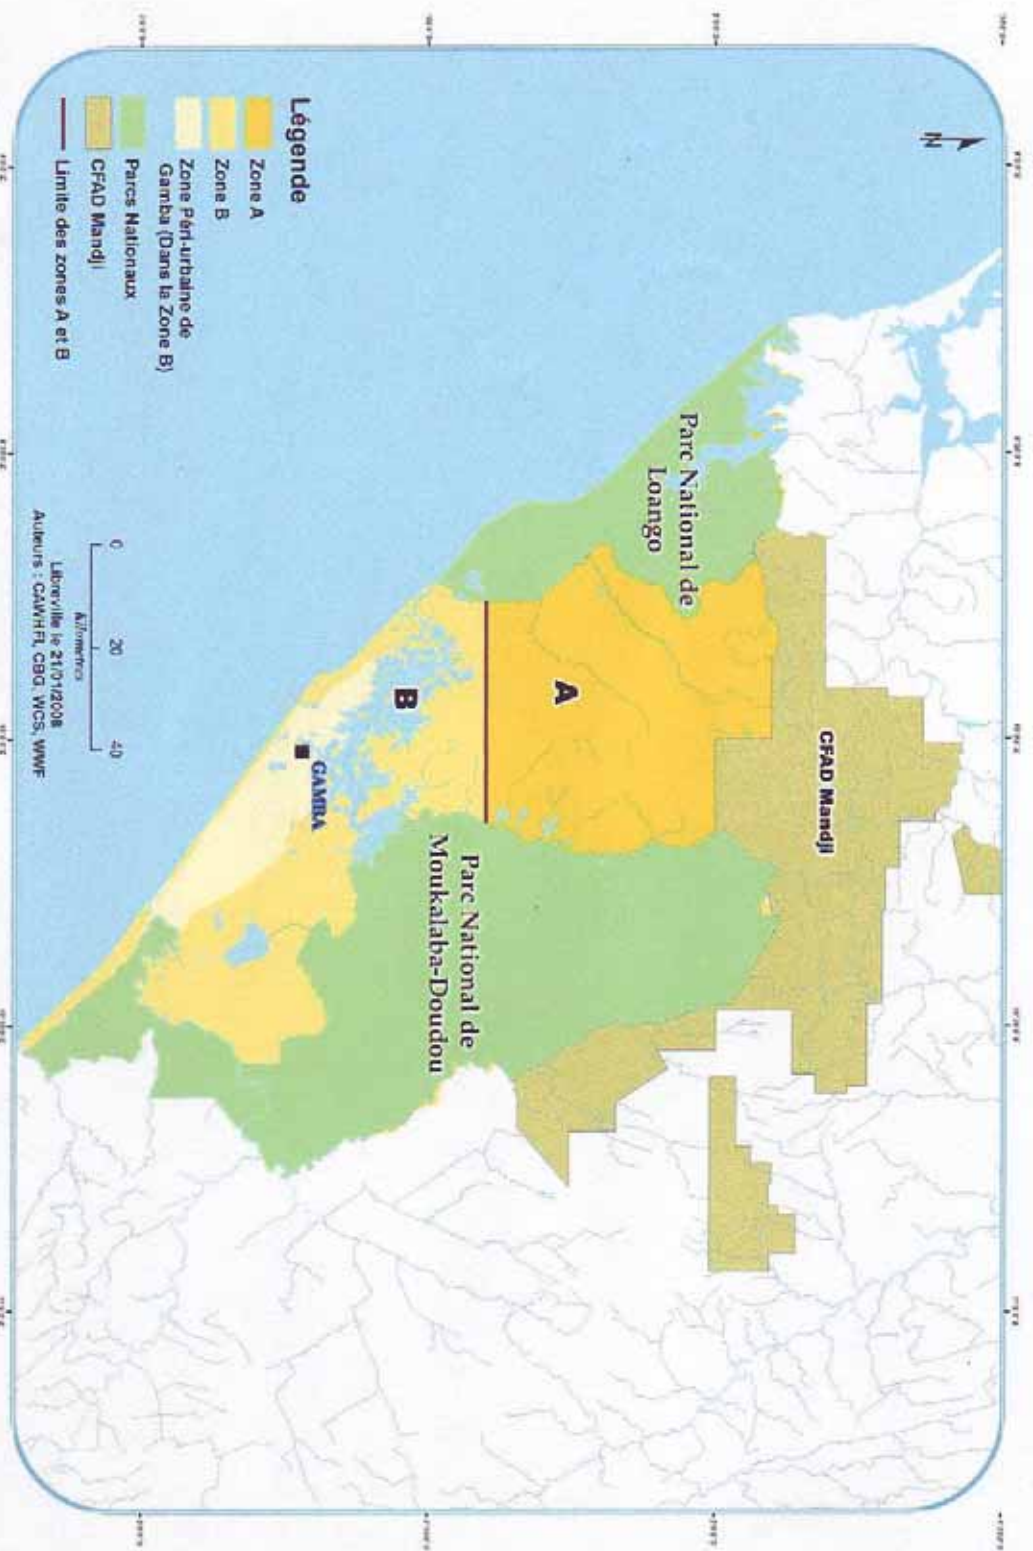 N
Parc National de
Loango
A
CFAD Mandji
B
GAMBA
Parc National de
Moukalaba-Doudou
Légende
Zone A
Zone B
Zone Péri-urbaine de
Gamba (Dans la Zone B)
Parcs Nationaux
CFAD Mandji
Limite des zones A et B
0 20 40
Kilometres
Libreville le 21/01/2008
Auteurs : CAWHFI, CBG, WCS, WWF